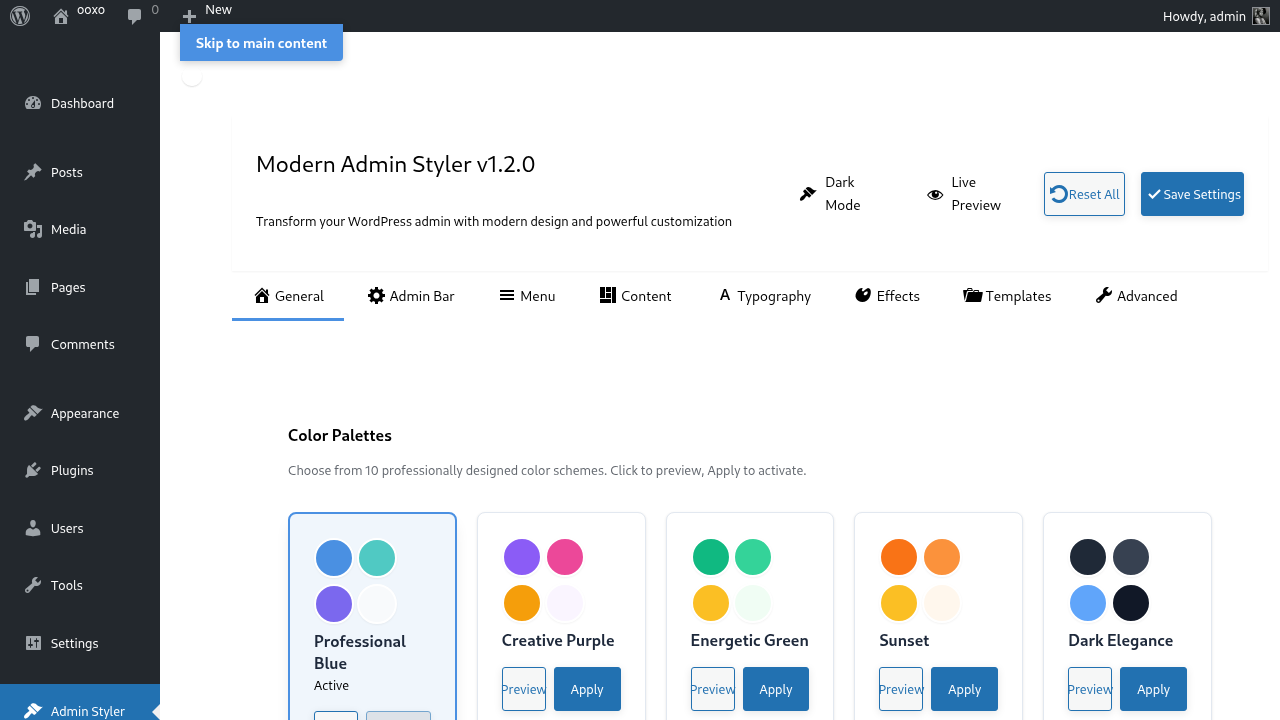 ooxo
0
New
Howdy, admin
Skip to main content
Dashboard
Posts
Media
Pages
Comments
Appearance
Plugins
Users
Tools
Settings
Admin Styler
Modern Admin Styler v1.2.0
Transform your WordPress admin with modern design and powerful customization
Dark
Mode
Live
Preview
Reset All
Save Settings
General
Admin Bar
Menu
Content
Typography
Effects
Templates
Advanced
Color Palettes
Choose from 10 professionally designed color schemes. Click to preview, Apply to activate.
Professional
Blue
Active
Creative Purple
Preview
Apply
Energetic Green
Preview
Apply
Sunset
Preview
Apply
Dark Elegance
Preview
Apply